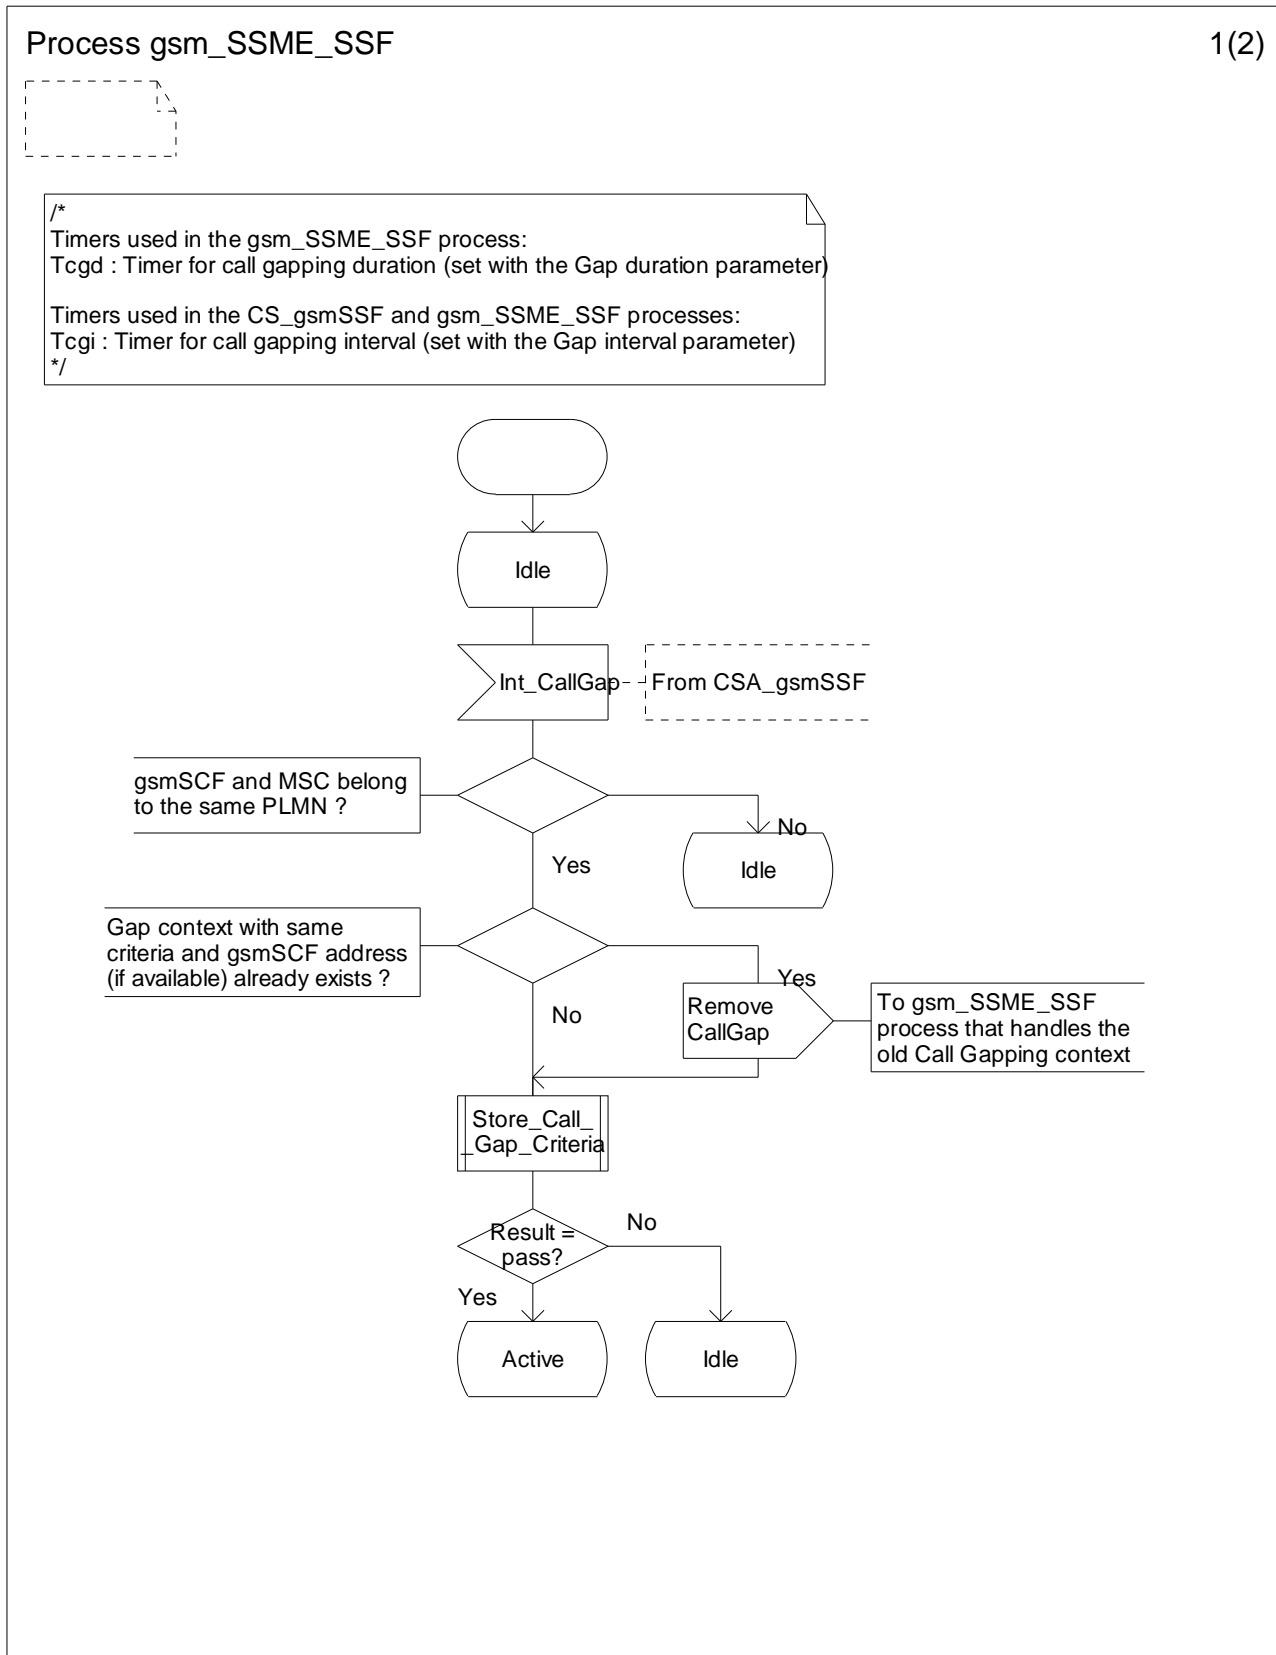 Process gsm_SSME_SSF
1(2)
/*
Timers used in the gsm_SSME_SSF process:
Tcgd : Timer for call gapping duration (set with the Gap duration parameter)
Timers used in the CS_gsmSSF and gsm_SSME_SSF processes:
Tcgi : Timer for call gapping interval (set with the Gap interval parameter)
*/
Idle
Int_CallGap
From CSA_gsmSSF
gsmSCF and MSC belong
to the same PLMN ?
No
Idle
Yes
Gap context with same
criteria and gsmSCF address
(if available) already exists ?
Yes
No
Remove
CallGap
To gsm_SSME_SSF
process that handles the
old Call Gapping context
Store_Call_
_Gap_Criteria
Result =
pass?
No
Yes
Active
Idle